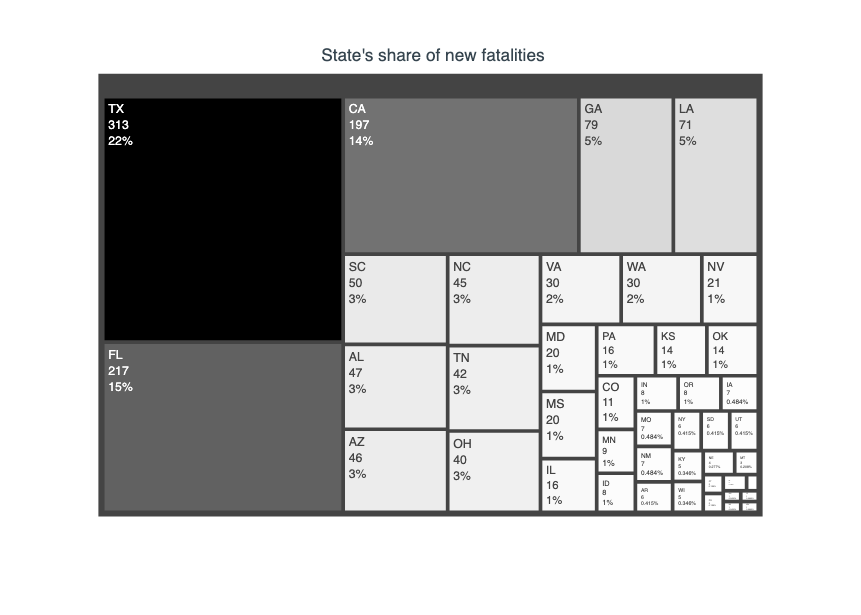 State's share of new fatalities
TX
313
22%
FL
217
15%
CA
197
14%
GA
79
5%
LA
71
5%
SC
50
3%
AL
47
3%
AZ
46
3%
NC
45
3%
TN
42
3%
OH
40
3%
VA
30
2%
WA
30
2%
NV
21
1%
MD
20
1%
MS
20
1%
IL
16
1%
PA
16
1%
KS
14
1%
OK
14
1%
CO
11
1%
MN
9
1%
ID
8
1%
IN
8
1%
OR
8
1%
IA
7
0.484%
MO
7
0.484%
NM
7
0.484%
AR
6
0.415%
NY
6
0.415%
SD
6
0.415%
UT
6
0.415%
KY
5
0.346%
WI
5
0.346%